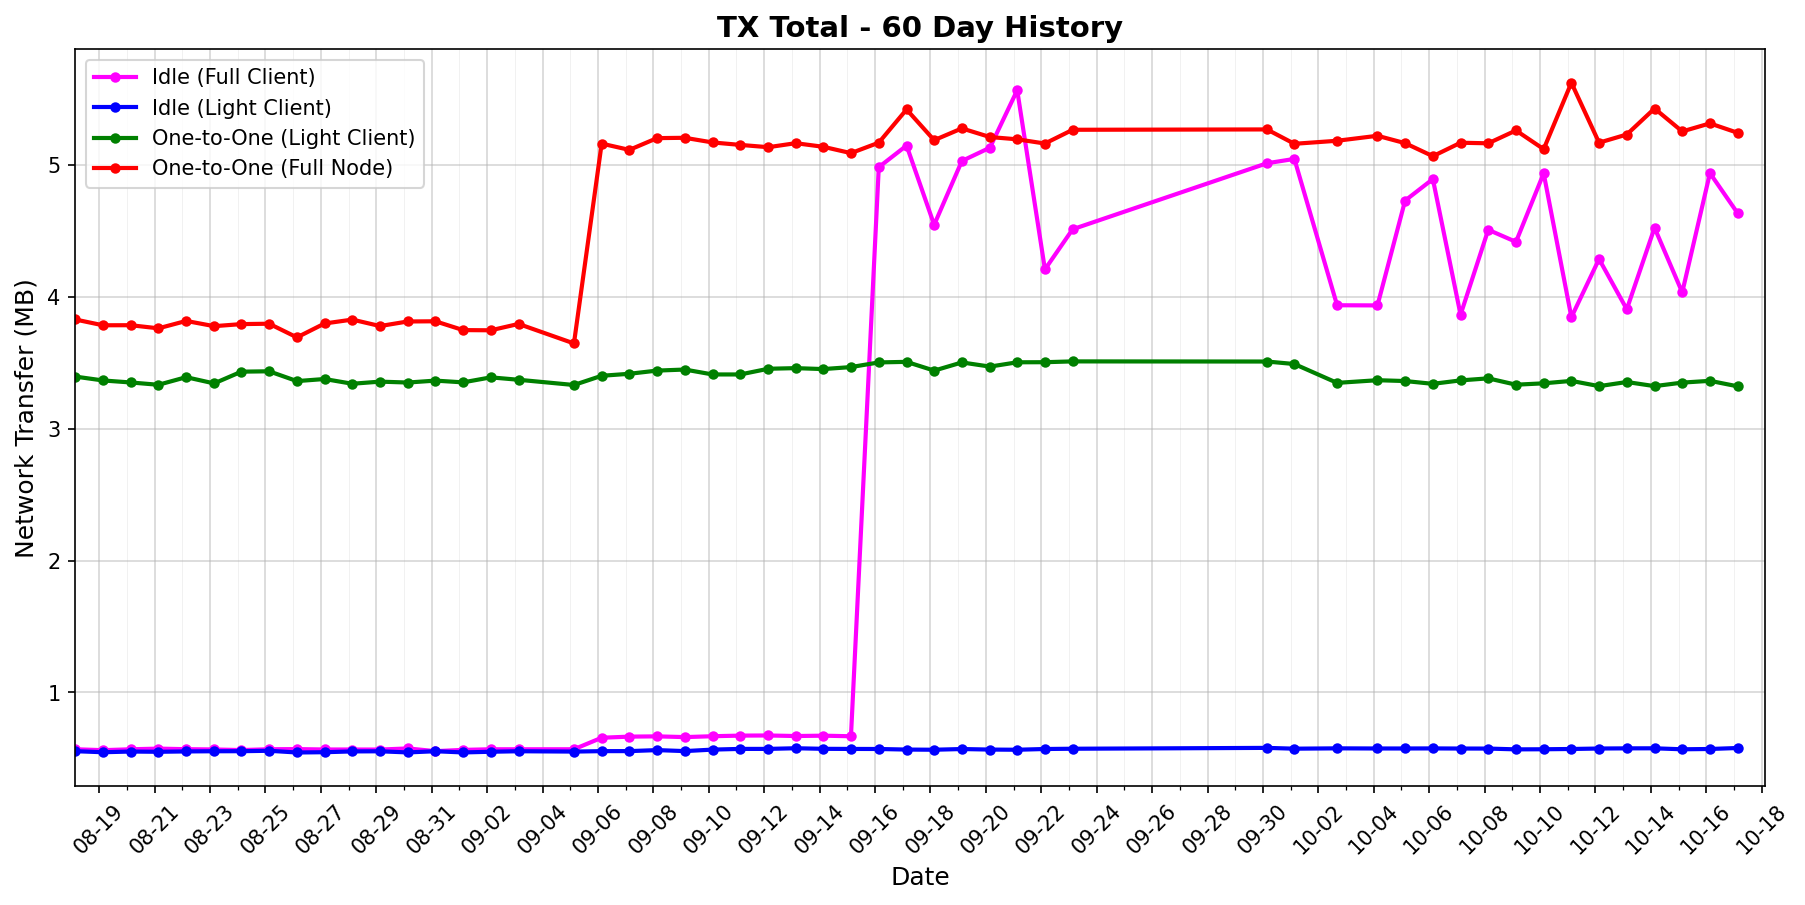 TX Total - 60 Day History
Idle (Full Client)
Idle (Light Client)
One-to-One (Light Client)
One-to-One (Full Node)
Network Transfer (MB)
5
4
3
2
1
08-19 08-21 08-23 08-25 08-27 08-29 08-31 09-02 09-04 09-06 09-08 09-10 09-12 09-14 09-16 09-18 09-20 09-22 09-24 09-26 09-28 09-30 10-02 10-04 10-06 10-08 10-10 10-12 10-14 10-16 10-18
Date